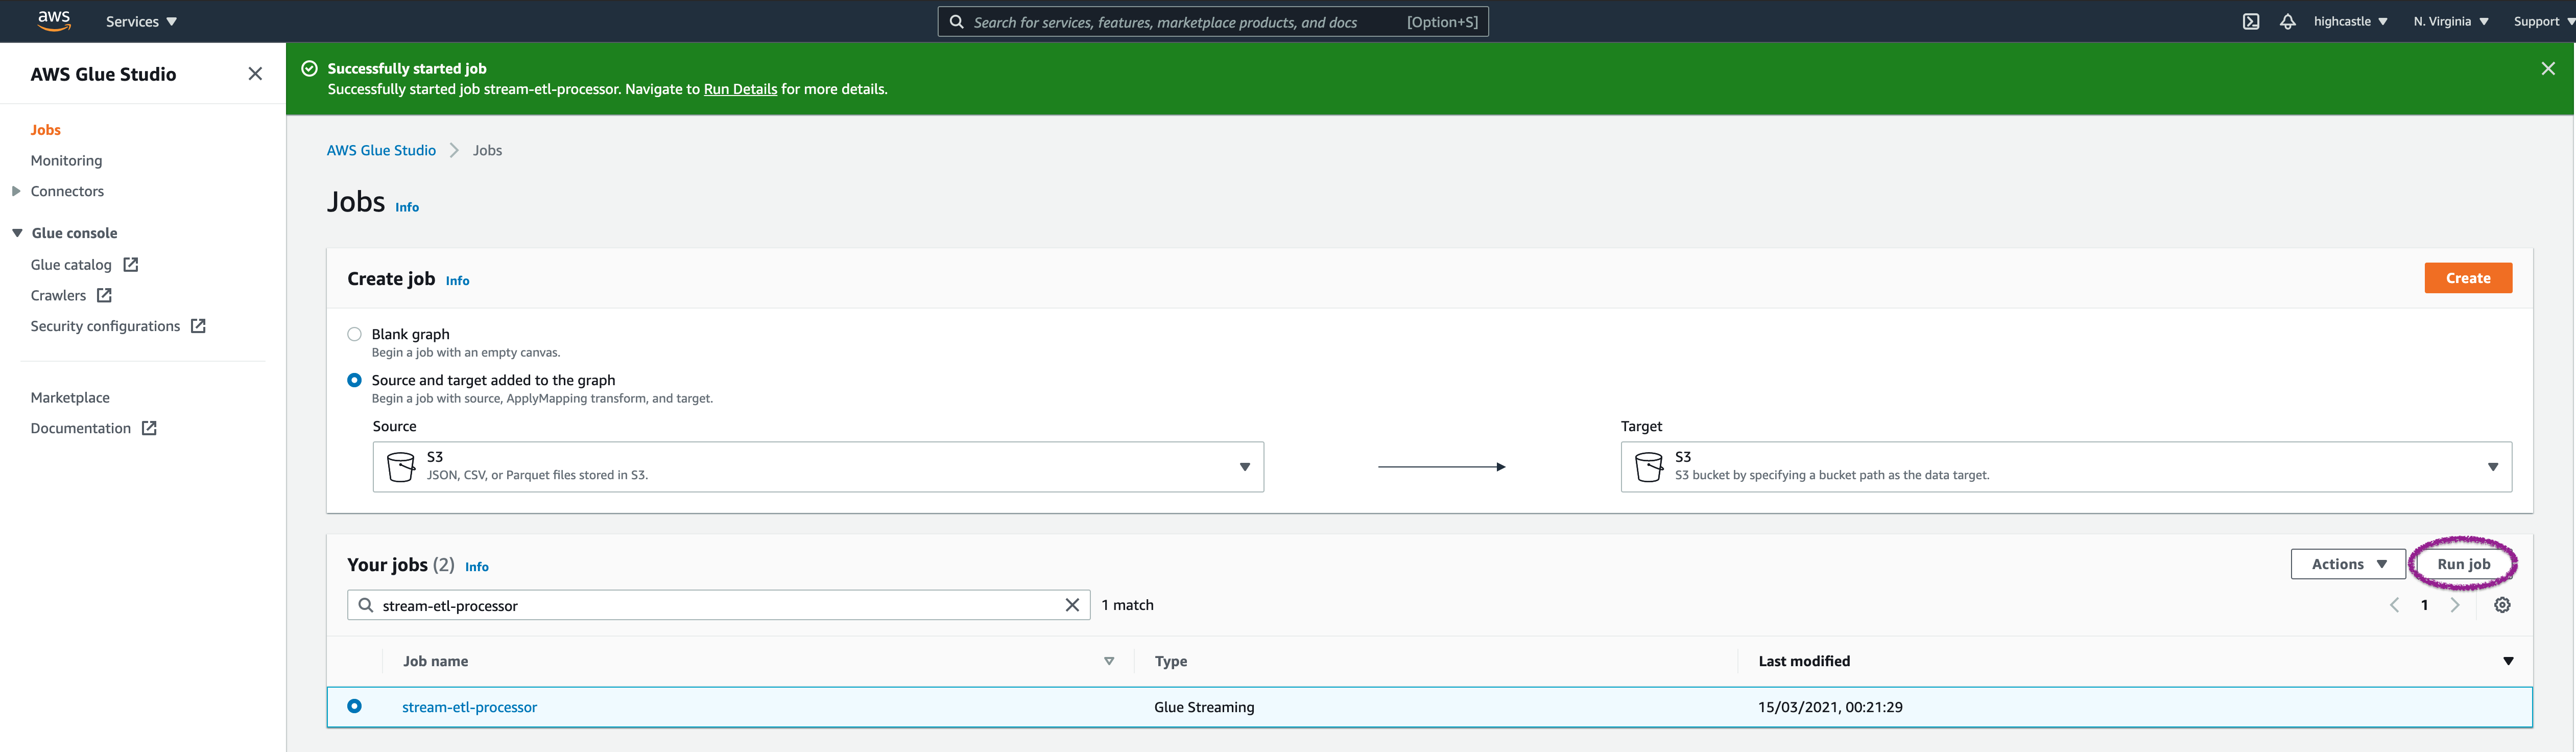 aws
Services
Search for services, features, marketplace products, and docs [Option+S]
highcastle
N. Virginia
Support
AWS Glue Studio
Jobs
Monitoring
Connectors
Glue console
Glue catalog
Crawlers
Security configurations
Marketplace
Documentation
Successfully started job
Successfully started job stream-etl-processor. Navigate to Run Details for more details.
AWS Glue Studio > Jobs
Jobs Info
Create job Info
Create
Blank graph
Begin a job with an empty canvas.
Source and target added to the graph
Begin a job with source, ApplyMapping transform, and target.
Source
S3
JSON, CSV, or Parquet files stored in S3.
Target
S3
S3 bucket by specifying a bucket path as the data target.
Your jobs (2) Info
Actions
Run job
stream-etl-processor
1 match
1
Job name Type Last modified
stream-etl-processor Glue Streaming 15/03/2021, 00:21:29